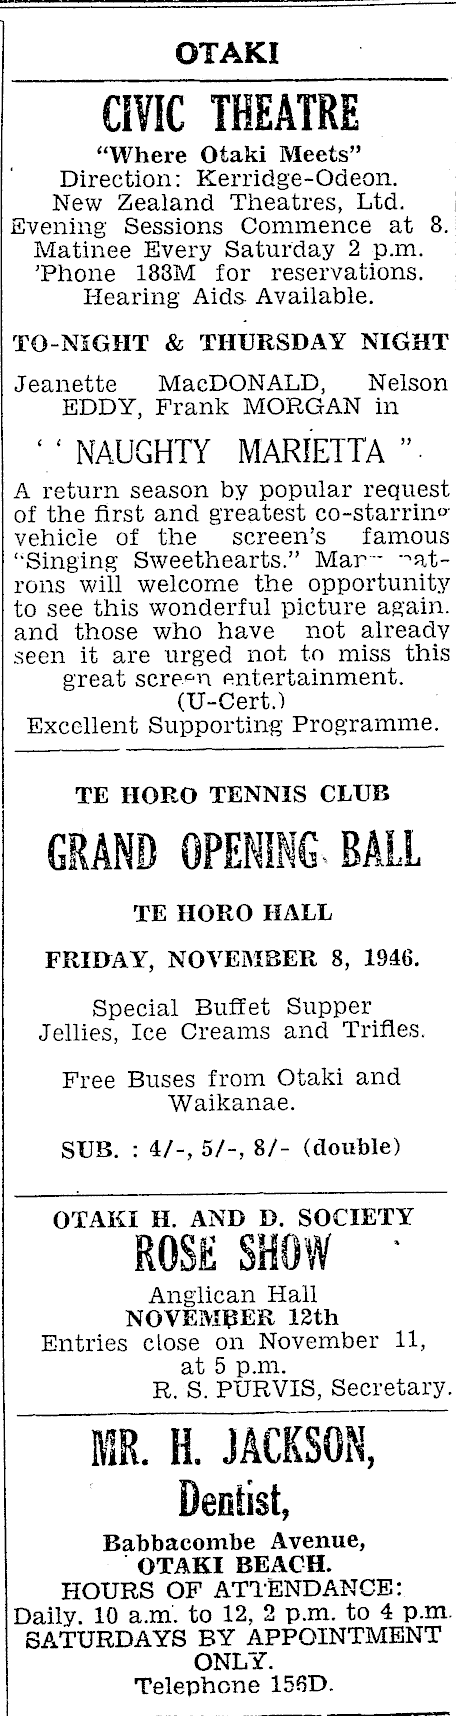 OTAKI
CIVIC THEATRE
"Where Otaki Meets"
Direction: Kerridge-Odeon.
New Zealand Theatres, Ltd.
Evening Sessions Commence at 8.
Matinee Every Saturday 2 p.m.
'Phone 183M for reservations.
Hearing Aids Available.
TO-NIGHT & THURSDAY NIGHT
Jeanette MacDONALD, Nelson
EDDY, Frank MORGAN in
"NAUGHTY MARIETTA".
A return season by popular request
of the first and greatest co-starring
vehicle of the screen's famous
"Singing Sweethearts."
rons will welcome the opportunity
to see this wonderful picture again.
and those who have not already
seen it are urged not to miss this
great screen entertainment.
(U-Cert.)
Excellent Supporting Programme.
TE HORO TENNIS CLUB
GRAND OPENING BALL
TE HORO HALL
FRIDAY, NOVEMBER 8, 1946.
Special Buffet Supper
Jellies, Ice Creams and Trifles.
Free Buses from Otaki and
Waikanae.
SUB. : 4/-, 5/-, 8/- (double)
OTAKI H. AND D. SOCIETY
ROSE SHOW
Anglican Hall
NOVEMBER 12th
Entries close on November 11,
at 5 p.m.
R. S. PURVIS, Secretary.
MR. H. JACKSON,
Dentist,
Babbacombe Avenue,
OTAKI BEACH.
HOURS OF ATTENDANCE:
Daily. 10 a.m. to 12, 2 p.m. to 4 p.m.
SATURDAYS BY APPOINTMENT
ONLY.
Telephone 156D.